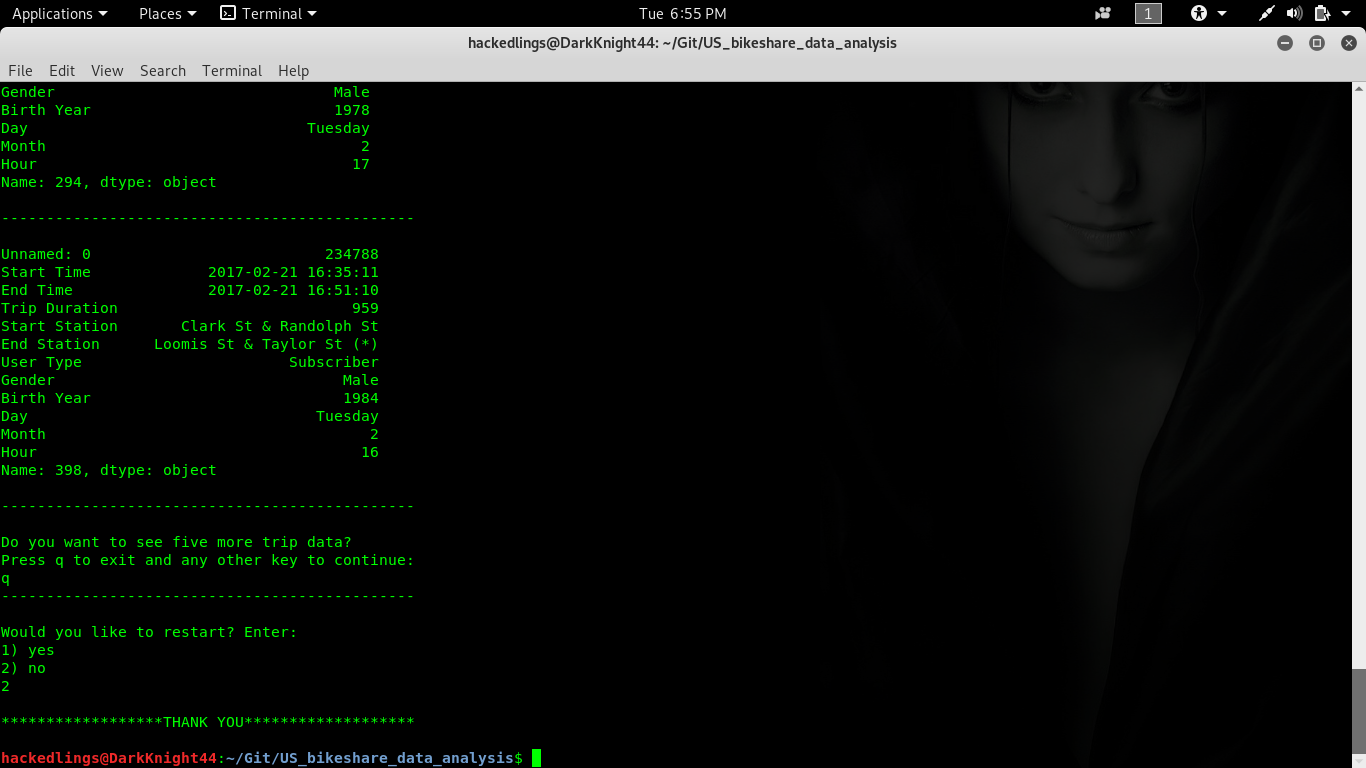 Applications Places Terminal Tue 6:55 PM 1
hackedlings@DarkKnight44: ~/Git/US_bikeshare_data_analysis
File Edit View Search Terminal Help
Gender                               Male
Birth Year                           1978
Day                               Tuesday
Month                                   2
Hour                                   17
Name: 294, dtype: object
----------------------------------------------
Unnamed: 0                          234788
Start Time             2017-02-21 16:35:11
End Time               2017-02-21 16:51:10
Trip Duration                          959
Start Station       Clark St & Randolph St
End Station      Loomis St & Taylor St (*)
User Type                       Subscriber
Gender                                Male
Birth Year                            1984
Day                                Tuesday
Month                                    2
Hour                                    16
Name: 398, dtype: object
----------------------------------------------
Do you want to see five more trip data?
Press q to exit and any other key to continue:
q
----------------------------------------------
Would you like to restart? Enter:
1) yes
2) no
2
******************THANK YOU*******************
hackedlings@DarkKnight44:~/Git/US_bikeshare_data_analysis$